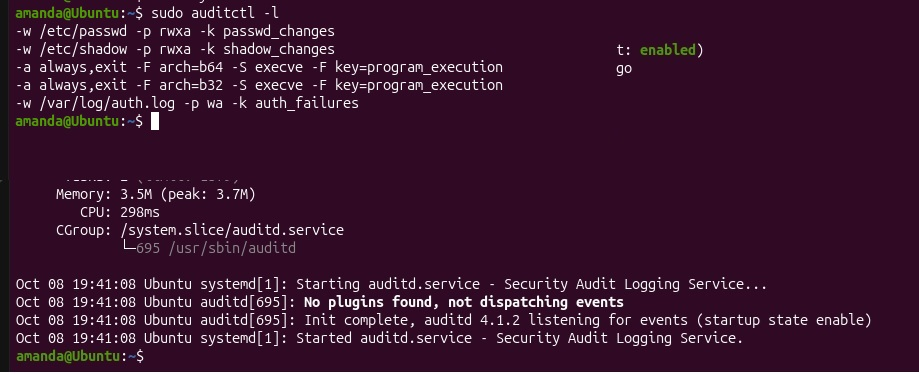 amanda@Ubuntu:~$ sudo auditctl -l
-w /etc/passwd -p rwxa -k passwd_changes
-w /etc/shadow -p rwxa -k shadow_changes
t: enabled)
-a always,exit -F arch=b64 -S execve -F key=program_execution
go
-a always,exit -F arch=b32 -S execve -F key=program_execution
-w /var/log/auth.log -p wa -k auth_failures
amanda@Ubuntu:~$
Memory: 3.5M (peak: 3.7M)
CPU: 298ms
CGroup: /system.slice/auditd.service
└─695 /usr/sbin/auditd
Oct 08 19:41:08 Ubuntu systemd[1]: Starting auditd.service - Security Audit Logging Service...
Oct 08 19:41:08 Ubuntu auditd[695]: No plugins found, not dispatching events
Oct 08 19:41:08 Ubuntu auditd[695]: Init complete, auditd 4.1.2 listening for events (startup state enable)
Oct 08 19:41:08 Ubuntu systemd[1]: Started auditd.service - Security Audit Logging Service.
amanda@Ubuntu:~$